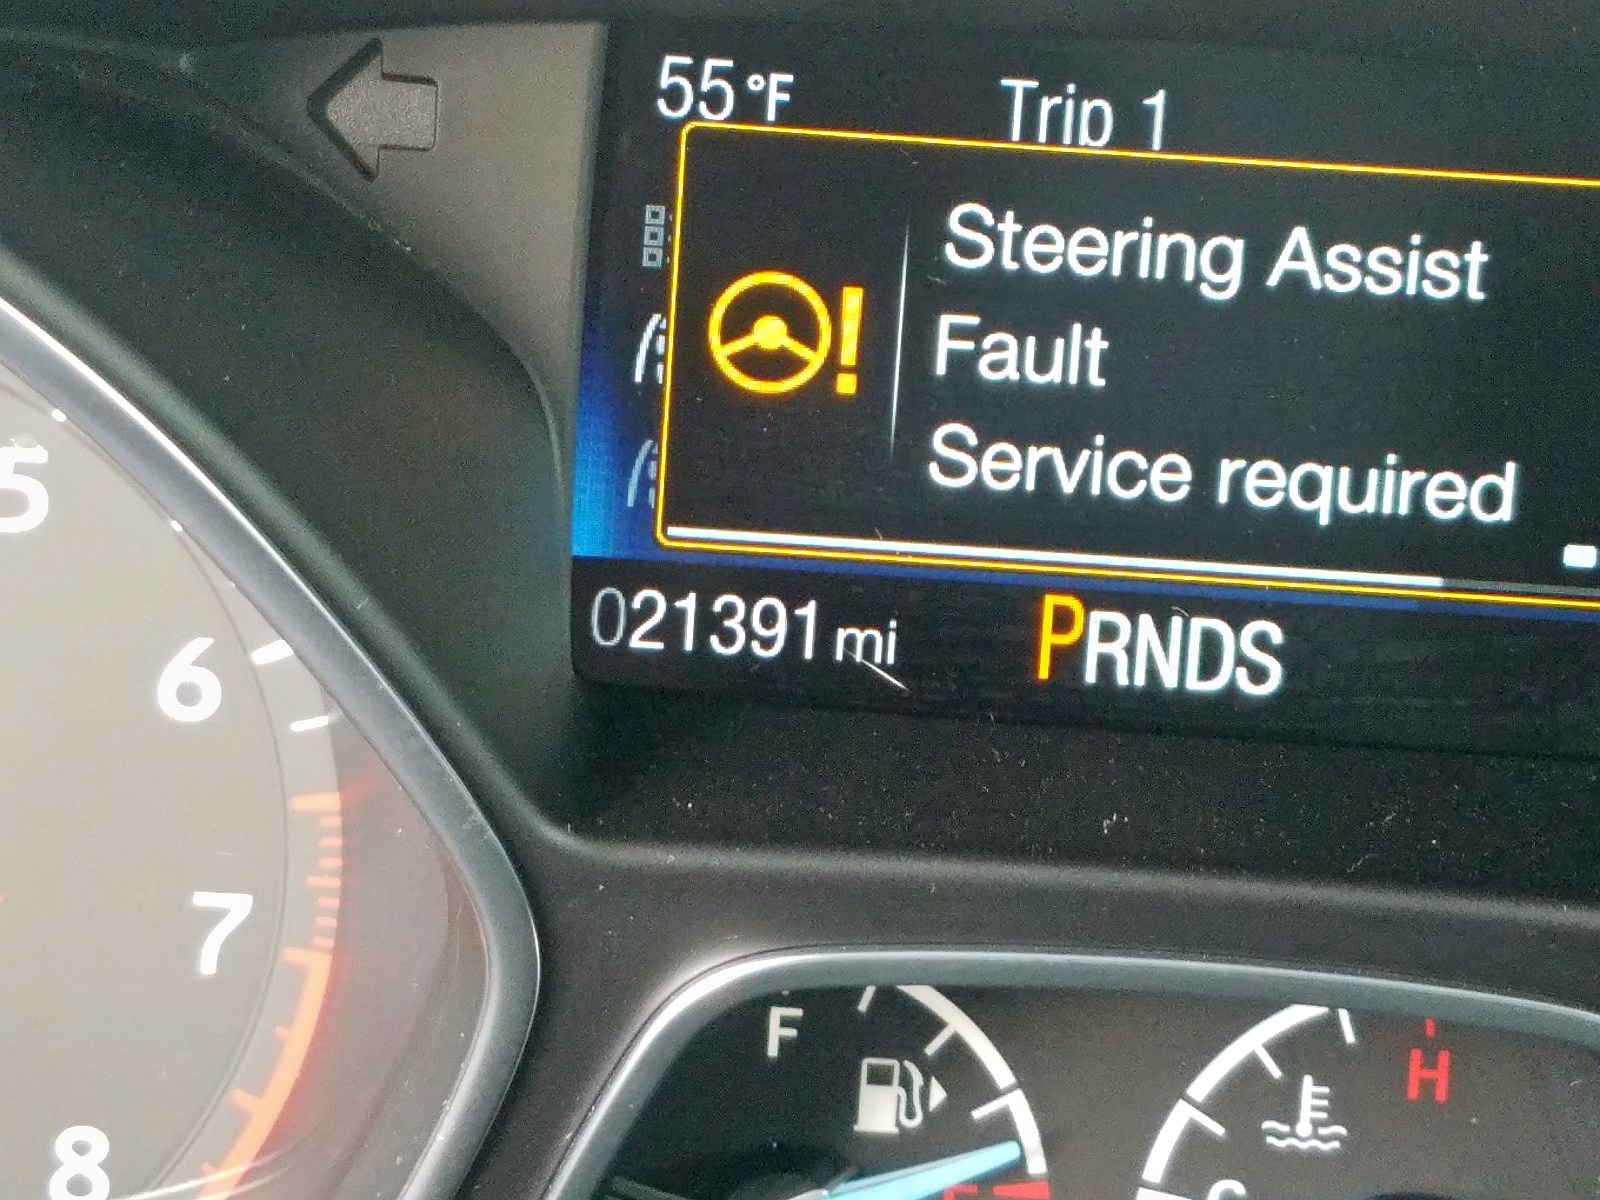 55°F Trip 1
Steering Assist
Fault
Service required
021391 mi PRNDS
5
6
7
8
F
H